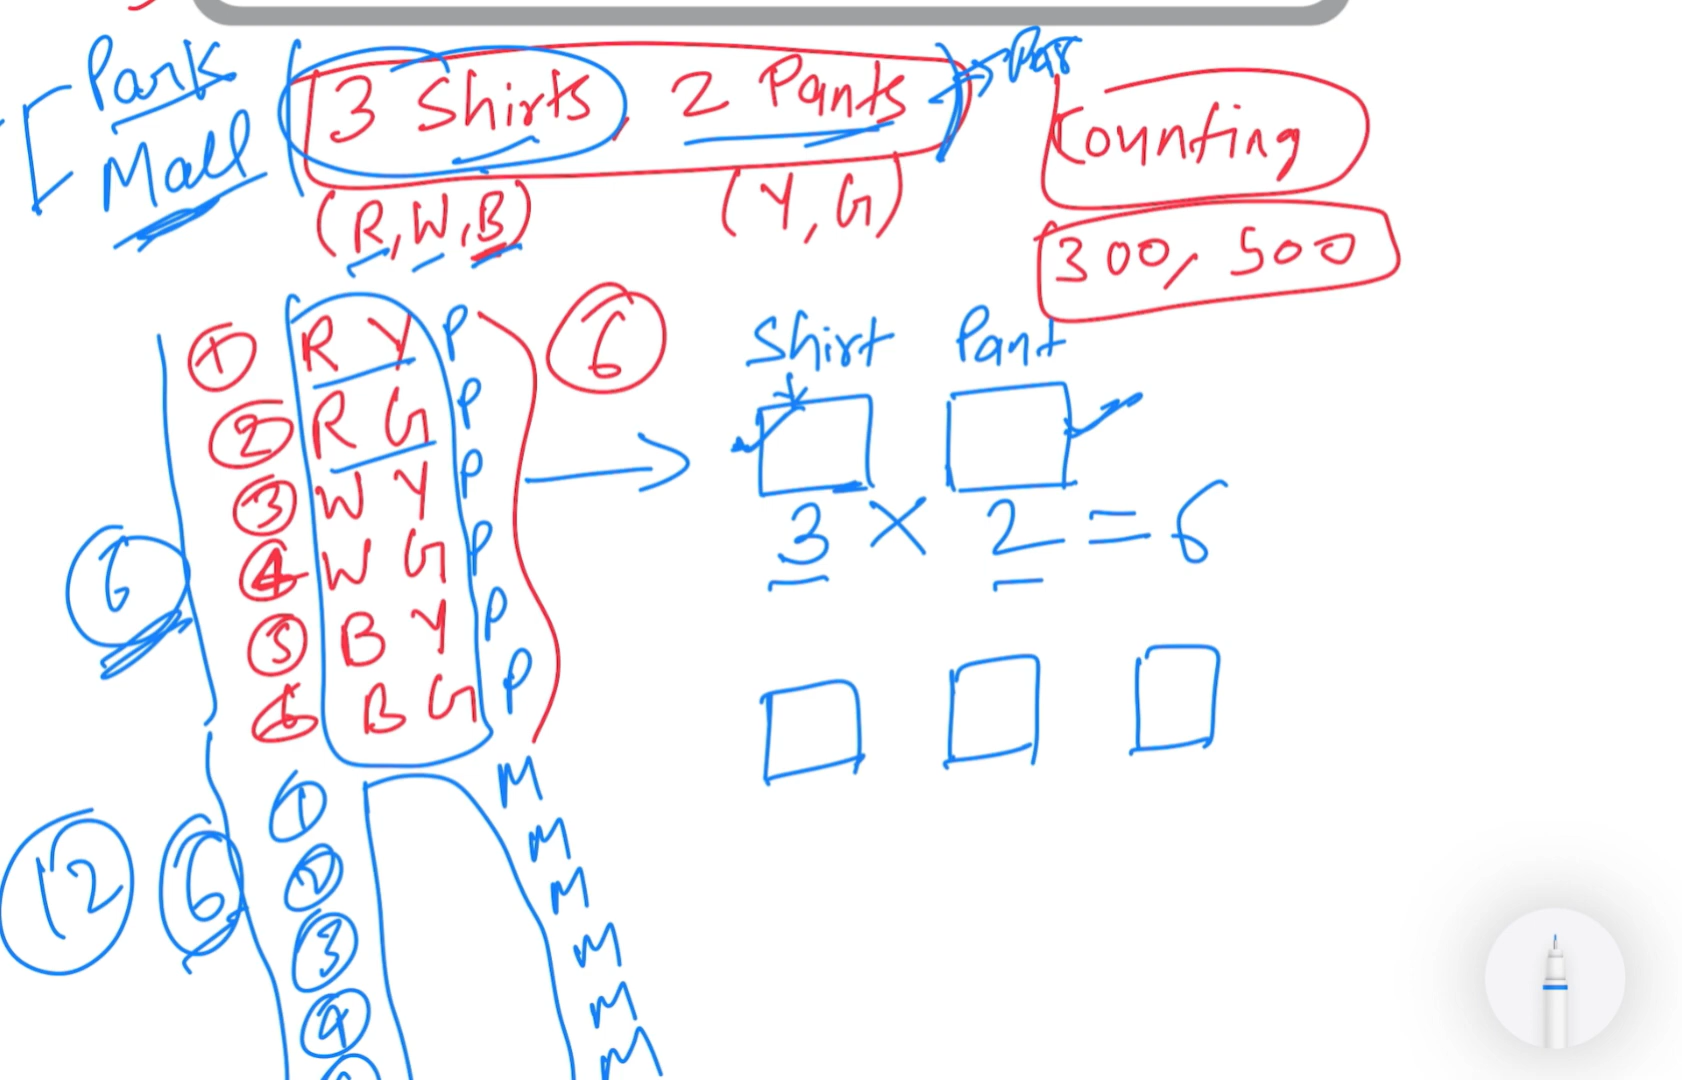 Park 3 Shirts, 2 Pants
Mall
Counting
(R, W, B) (Y, G)
300, 500
① R Y P 6
② R G P
③ W Y P
④ W G P
⑤ B Y P
B G P
6
Shirt Pant
3 × 2 = 6
12 6
① M
② M
③ M
④ M
M
M